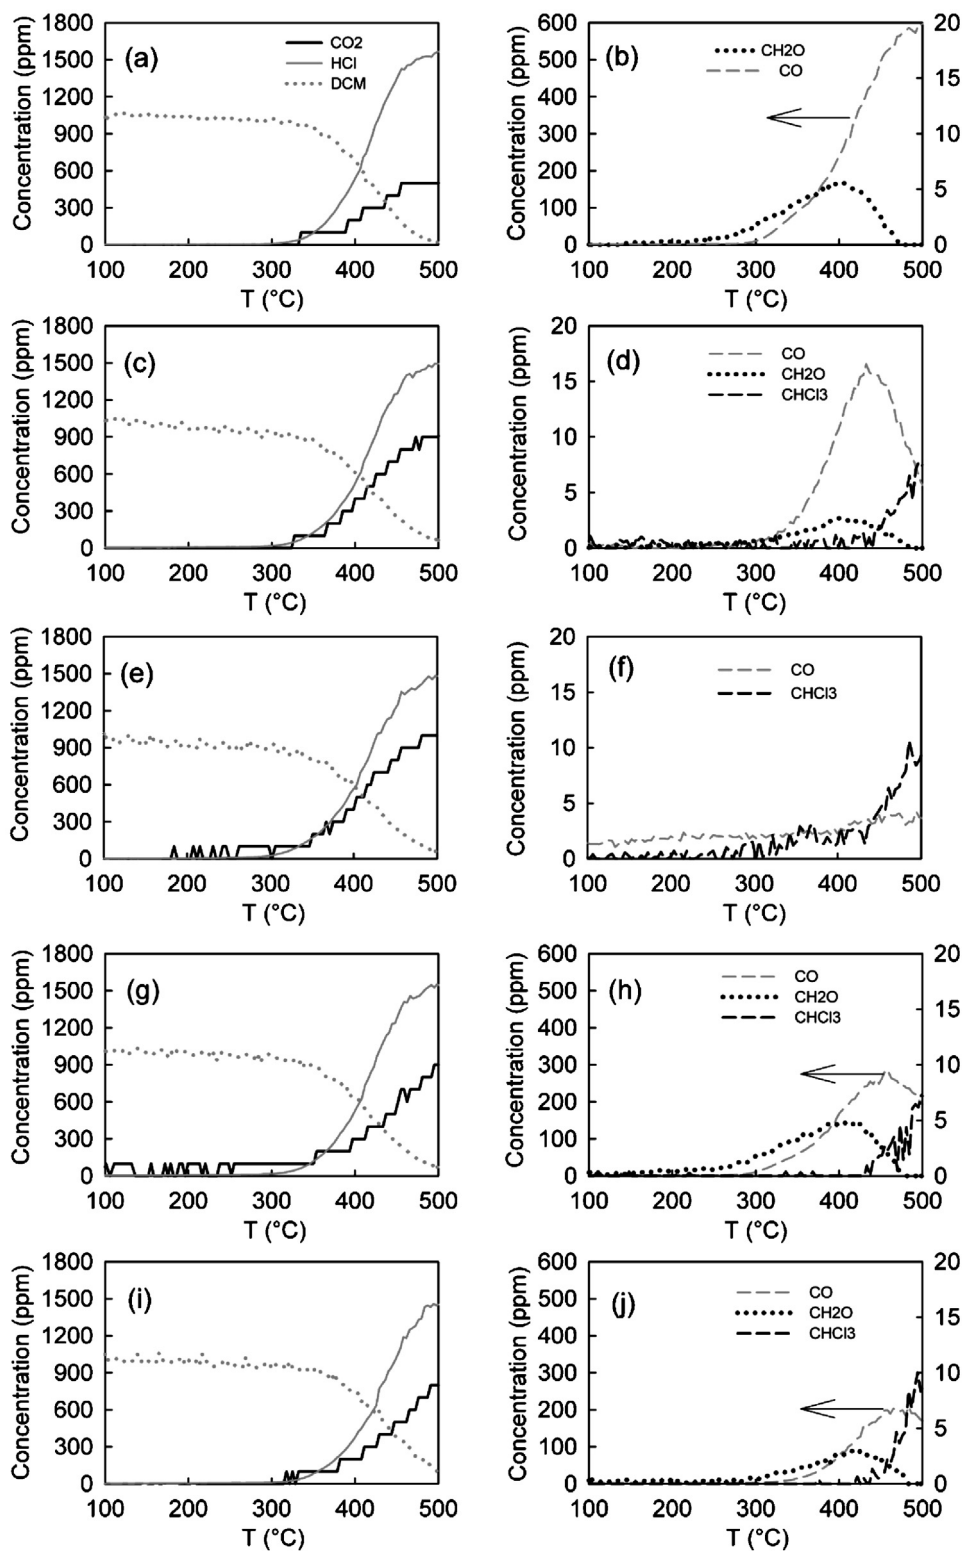 Concentration (ppm)
1800
1500
1200
900
600
300
0
(a)
CO2
HCl
DCM
100 200 300 400 500
T (°C)
Concentration (ppm)
600
500
400
300
200
100
0
(b)
CH2O
CO
20
15
10
5
0
100 200 300 400 500
T (°C)
Concentration (ppm)
1800
1500
1200
900
600
300
0
(c)
100 200 300 400 500
T (°C)
Concentration (ppm)
20
15
10
5
0
(d)
CO
CH2O
CHCl3
100 200 300 400 500
T (°C)
Concentration (ppm)
1800
1500
1200
900
600
300
0
(e)
100 200 300 400 500
T (°C)
Concentration (ppm)
20
15
10
5
0
(f)
CO
CHCl3
100 200 300 400 500
T (°C)
Concentration (ppm)
1800
1500
1200
900
600
300
0
(g)
100 200 300 400 500
T (°C)
Concentration (ppm)
600
500
400
300
200
100
0
(h)
CO
CH2O
CHCl3
20
15
10
5
0
100 200 300 400 500
T (°C)
Concentration (ppm)
1800
1500
1200
900
600
300
0
(i)
100 200 300 400 500
T (°C)
Concentration (ppm)
600
500
400
300
200
100
0
(j)
CO
CH2O
CHCl3
20
15
10
5
0
100 200 300 400 500
T (°C)